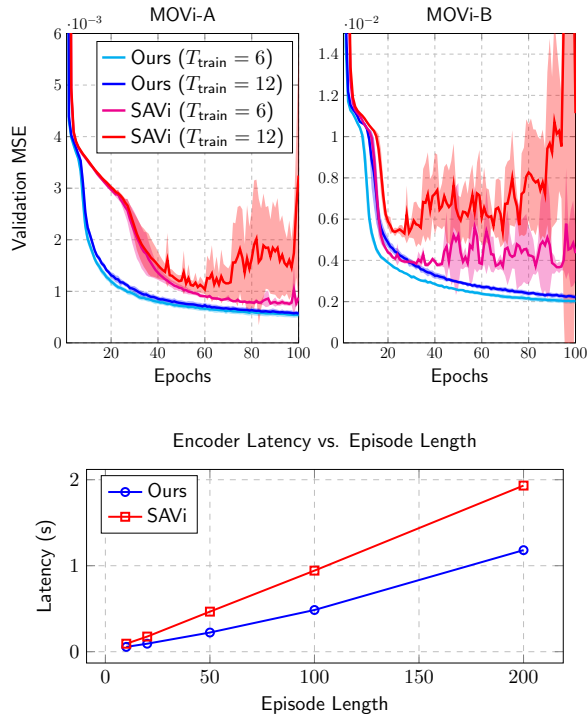 MOVi-A
MOVi-B
·10⁻³
·10⁻²
Ours (T_train = 6)
Ours (T_train = 12)
SAVi (T_train = 6)
SAVi (T_train = 12)
Validation MSE
6
5
4
3
2
1
0
20 40 60 80 100
Epochs
1.4
1.2
1
0.8
0.6
0.4
0.2
0
20 40 60 80 100
Epochs
Encoder Latency vs. Episode Length
Ours
SAVi
Latency (s)
2
1
0
0 50 100 150 200
Episode Length